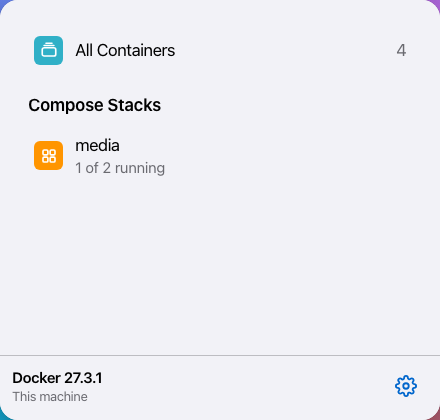 All Containers 4
Compose Stacks
media
1 of 2 running
Docker 27.3.1
This machine